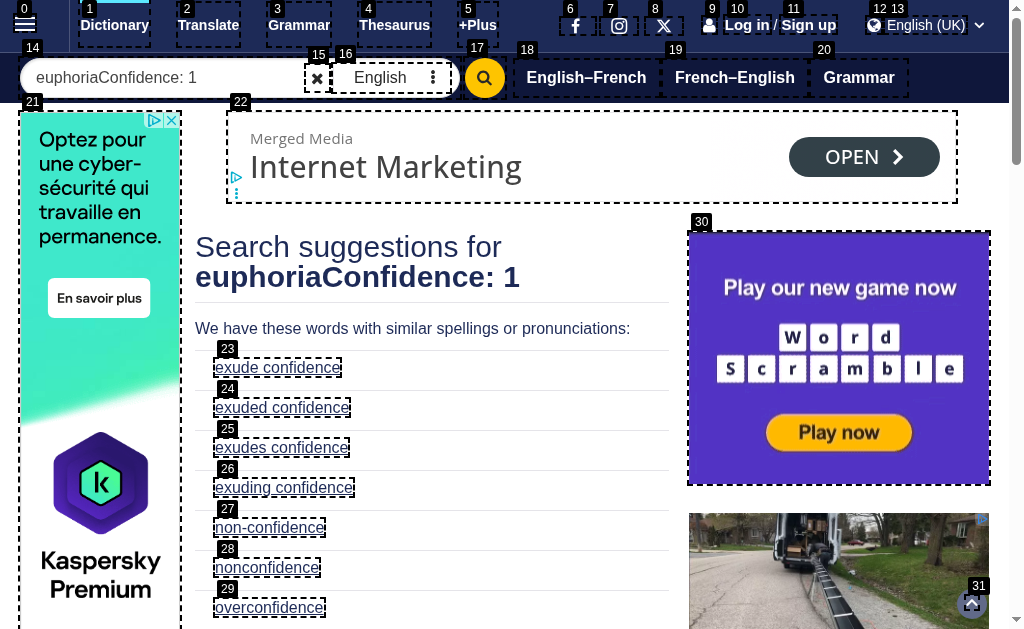 0 1 2 3 4 5 6 7 8 9 10 11 12 13
Dictionary Translate Grammar Thesaurus +Plus Log in / Sign up English (UK)
14 15 16 17 18 19 20
euphoriaConfidence: 1 English English–French French–English Grammar
21 22
Optez pour
une cyber-
sécurité qui
travaille en
permanence.
En savoir plus
k
Kaspersky
Premium
Merged Media
Internet Marketing
OPEN
Search suggestions for
euphoriaConfidence: 1
We have these words with similar spellings or pronunciations:
23
exude confidence
24
exuded confidence
25
exudes confidence
26
exuding confidence
27
non-confidence
28
nonconfidence
29
overconfidence
30
Play our new game now
Word
Scramble
Play now
31